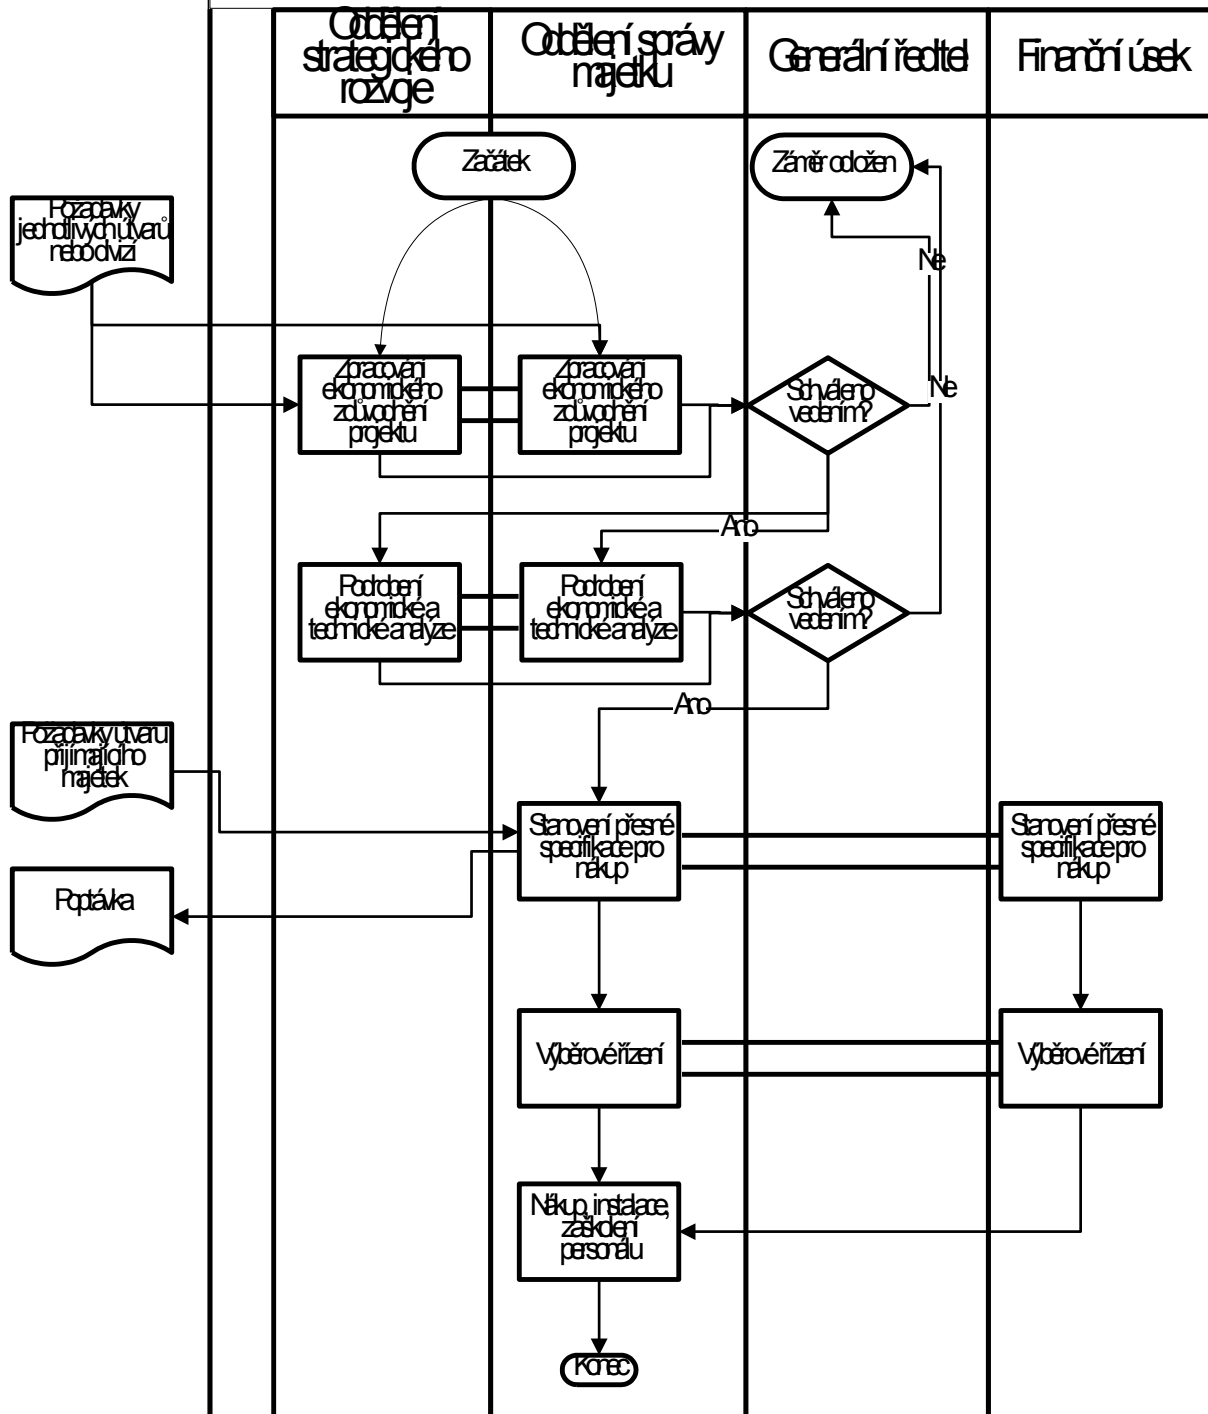 Oddělení
strategického
rozvoje
Oddělení správy
majetku
Generální ředitel
Finanční úsek
Začátek
Záměr odložen
Požadavky
jednotlivých útvarů
nebo divizí
Ne
Zpracování
ekonomického
zdůvodnění
projektu
Zpracování
ekonomického
zdůvodnění
projektu
Schváleno
vedením?
Ne
Ano
Podrobení
ekonomické a
technické analýze
Podrobení
ekonomické a
technické analýze
Schváleno
vedením?
Ano
Požadavky útvaru
přijímajícího
majetek
Stanovení přesné
specifikace pro
nákup
Stanovení přesné
specifikace pro
nákup
Poptávka
Výběrové řízení
Výběrové řízení
Nákup, instalace,
zaškolení
personálu
Konec